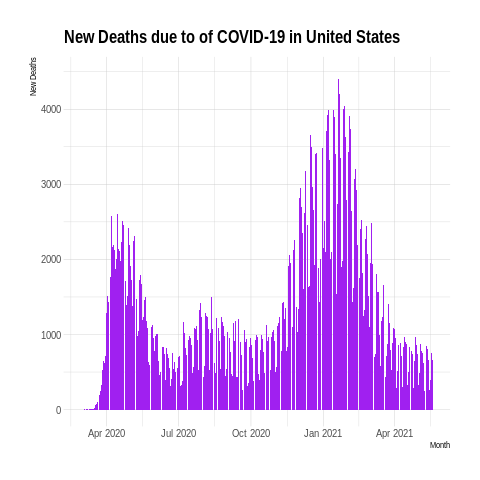 New Deaths due to of COVID-19 in United States
New Deaths
4000
3000
2000
1000
0
Apr 2020
Jul 2020
Oct 2020
Jan 2021
Apr 2021
Month